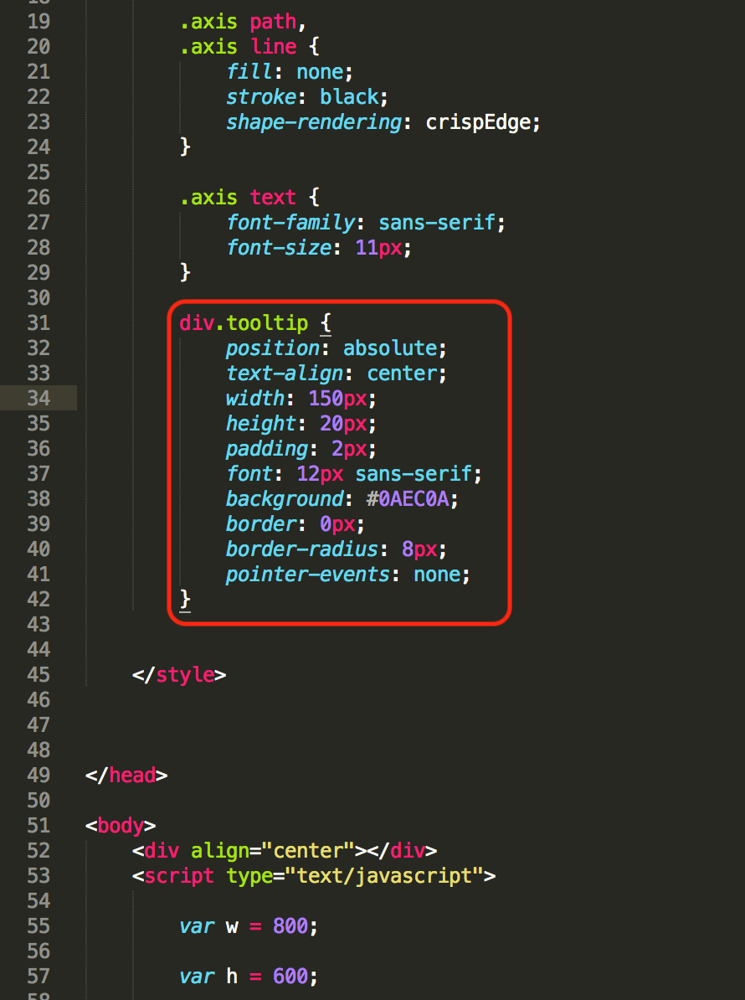 19 .axis path,
20 .axis line {
21 fill: none;
22 stroke: black;
23 shape-rendering: crispEdge;
24 }
25
26 .axis text {
27 font-family: sans-serif;
28 font-size: 11px;
29 }
30
31 div.tooltip {
32 position: absolute;
33 text-align: center;
34 width: 150px;
35 height: 20px;
36 padding: 2px;
37 font: 12px sans-serif;
38 background: #0AEC0A;
39 border: 0px;
40 border-radius: 8px;
41 pointer-events: none;
42 }
43
44
45 </style>
46
47
48
49 </head>
50
51 <body>
52 <div align="center"></div>
53 <script type="text/javascript">
54
55 var w = 800;
56
57 var h = 600;